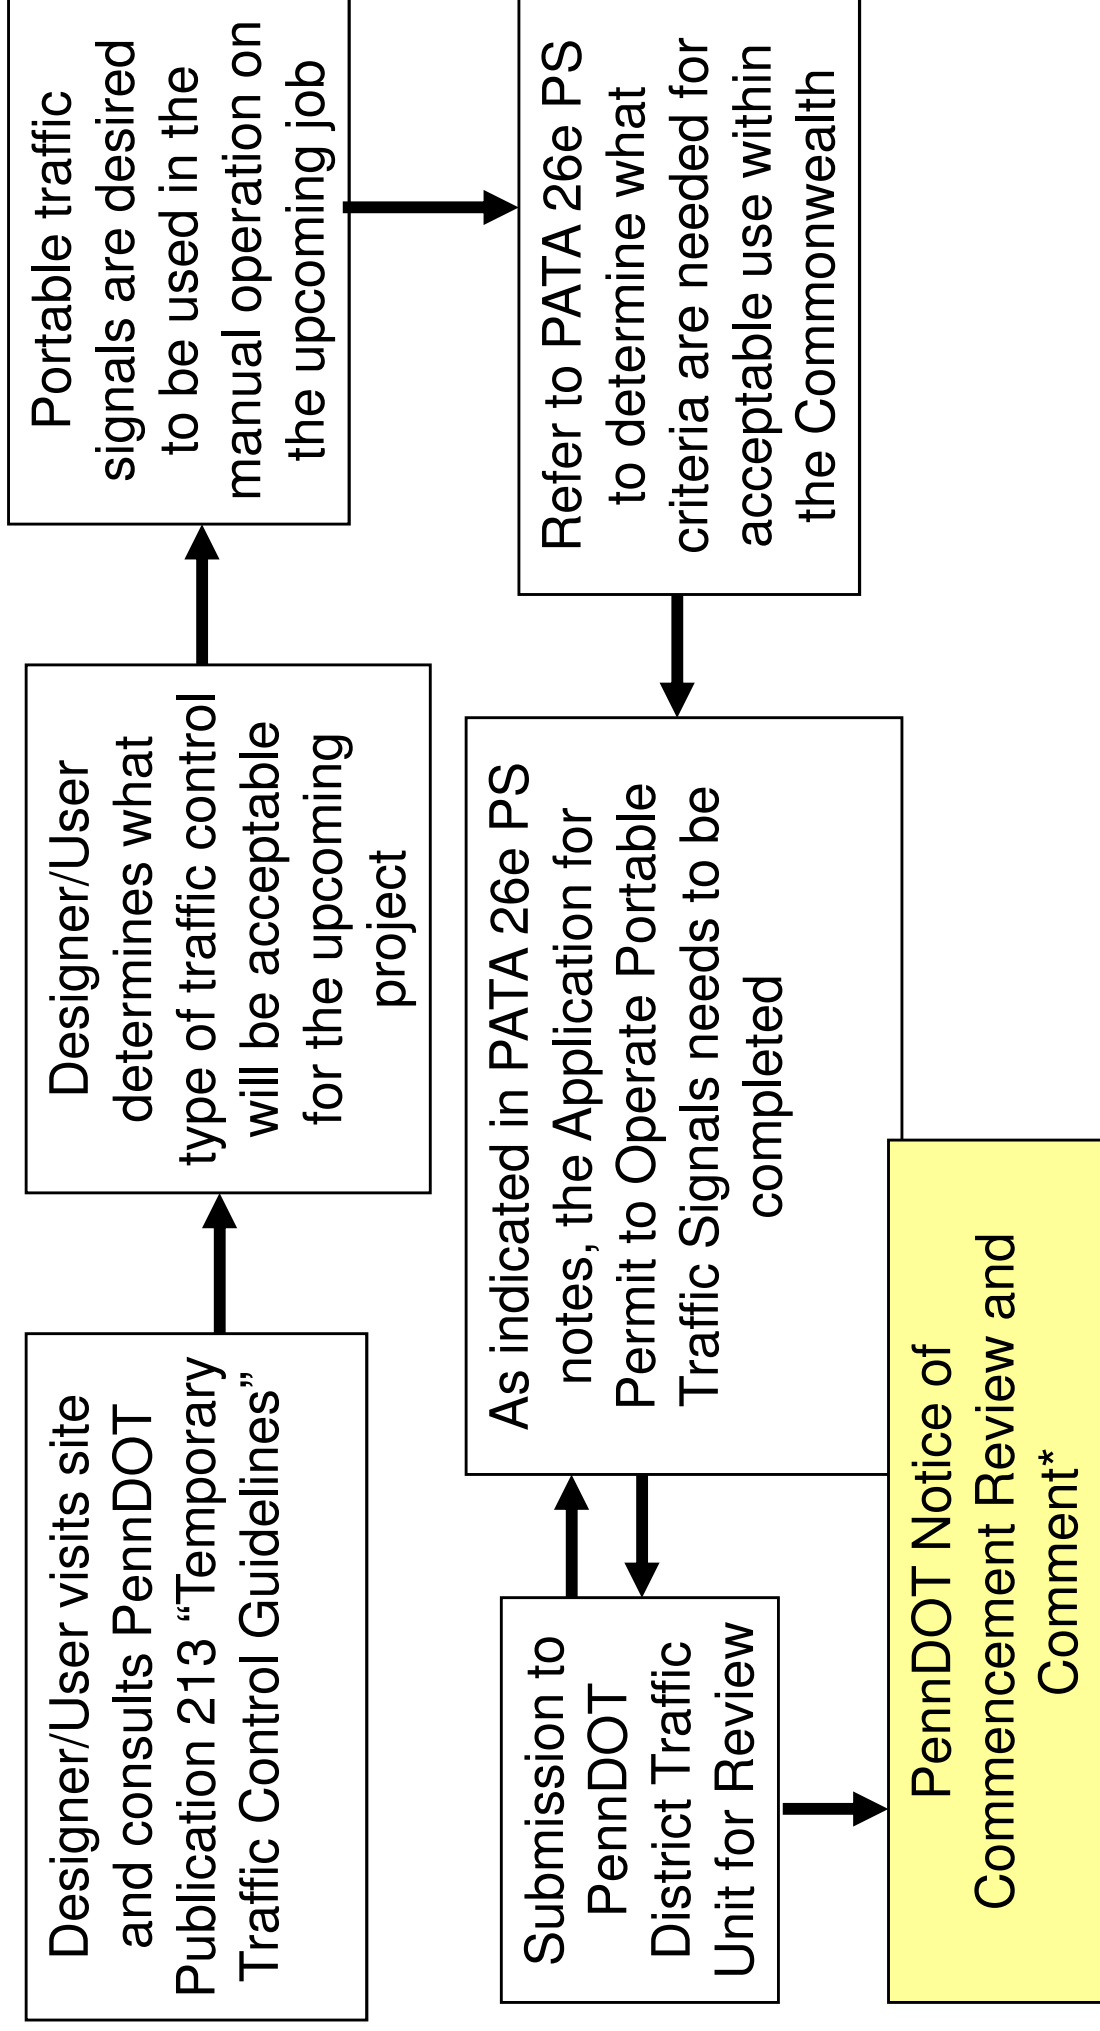 Designer/User visits site
and consults PennDOT
Publication 213 “Temporary
Traffic Control Guidelines”
Designer/User
determines what
type of traffic control
will be acceptable
for the upcoming
project
Portable traffic
signals are desired
to be used in the
manual operation on
the upcoming job
Refer to PATA 26e PS
to determine what
criteria are needed for
acceptable use within
the Commonwealth
As indicated in PATA 26e PS
notes, the Application for
Permit to Operate Portable
Traffic Signals needs to be
completed
Submission to
PennDOT
District Traffic
Unit for Review
PennDOT Notice of
Commencement Review and
Comment*